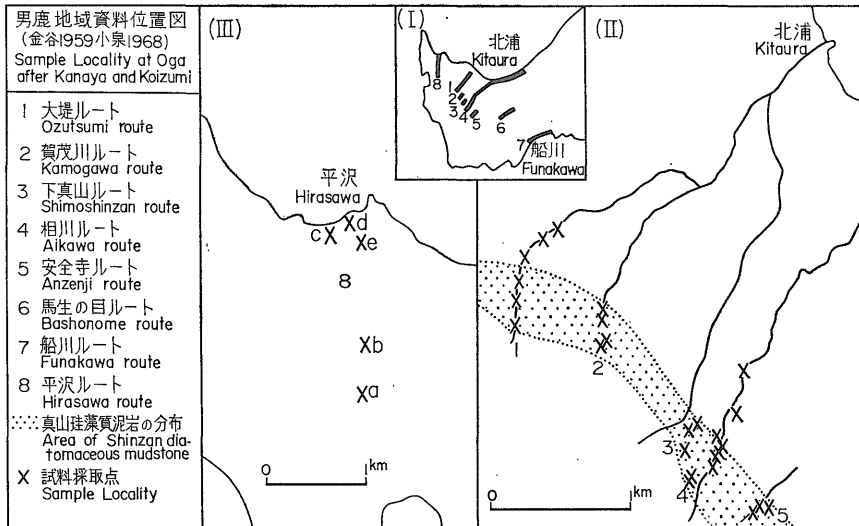 男鹿地域資料位置図
(金谷1959小泉1968)
Sample Locality at Oga
after Kanaya and Koizumi
1 大堤ルート
Ozutsumi route
2 賀茂川ルート
Kamogawa route
3 下真山ルート
Shimoshinzan route
4 相川ルート
Aikawa route
5 安全寺ルート
Anzenji route
6 馬生の目ルート
Bashonome route
7 船川ルート
Funakawa route
8 平沢ルート
Hirasawa route
真山珪藻質泥岩の分布
Area of Shinzan dia-
tomaceous mudstone
X 試料採取点
Sample Locality
(III)
平沢
Hirasawa
c
d
e
8
b
a
0 1 km
(I)
北浦
Kitaura
8
1
2
3
4
5
6
7
船川
Funakawa
(II)
北浦
Kitaura
1
2
3
4
5
0 1 km